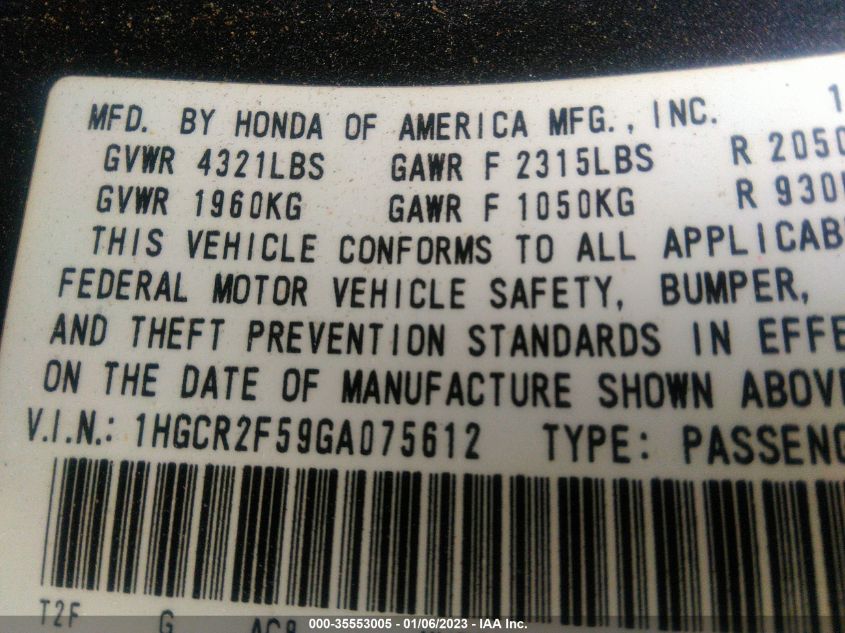 MFD. BY HONDA OF AMERICA MFG., INC. 1
GVWR 4321LBS GAWR F 2315LBS R 2050
GVWR 1960KG GAWR F 1050KG R 930
THIS VEHICLE CONFORMS TO ALL APPLICAB
FEDERAL MOTOR VEHICLE SAFETY, BUMPER,
AND THEFT PREVENTION STANDARDS IN EFFE
ON THE DATE OF MANUFACTURE SHOWN ABOV
V.I.N.: 1HGCR2F59GA075612 TYPE: PASSENG
T2F G AC8
000-35553005 - 01/06/2023 - IAA Inc.